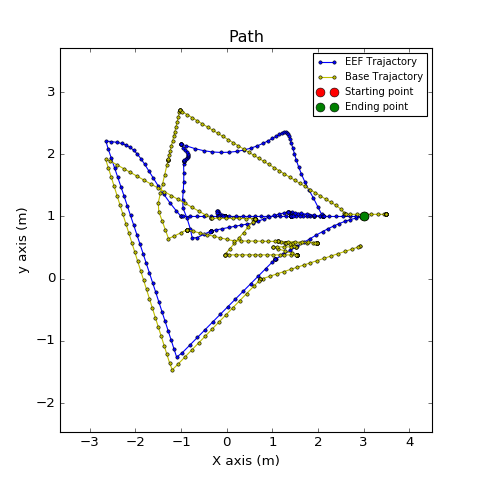 Path
EEF Trajactory
Base Trajactory
Starting point
Ending point
y axis (m)
3
2
1
0
−1
−2
−3
−2
−1
0
1
2
3
4
X axis (m)